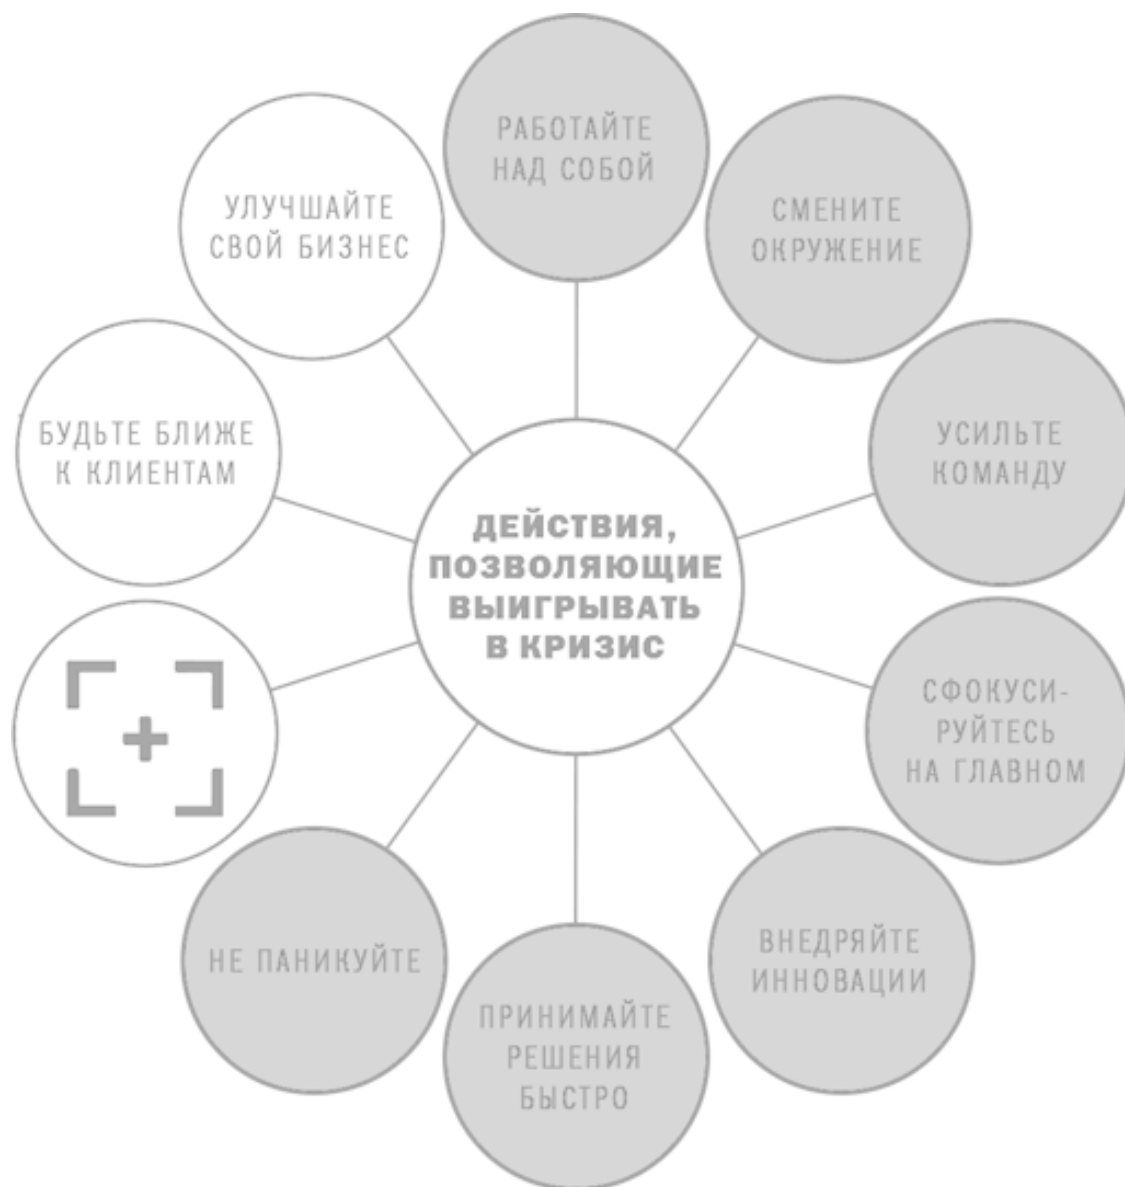 РАБОТАЙТЕ
НАД СОБОЙ
СМЕНИТЕ
ОКРУЖЕНИЕ
УСИЛЬТЕ
КОМАНДУ
СФОКУСИ-
РУЙТЕСЬ
НА ГЛАВНОМ
ВНЕДРЯЙТЕ
ИННОВАЦИИ
ПРИНИМАЙТЕ
РЕШЕНИЯ
БЫСТРО
НЕ ПАНИКУЙТЕ
БУДЬТЕ БЛИЖЕ
К КЛИЕНТАМ
УЛУЧШАЙТЕ
СВОЙ БИЗНЕС
ДЕЙСТВИЯ,
ПОЗВОЛЯЮЩИЕ
ВЫИГРЫВАТЬ
В КРИЗИС